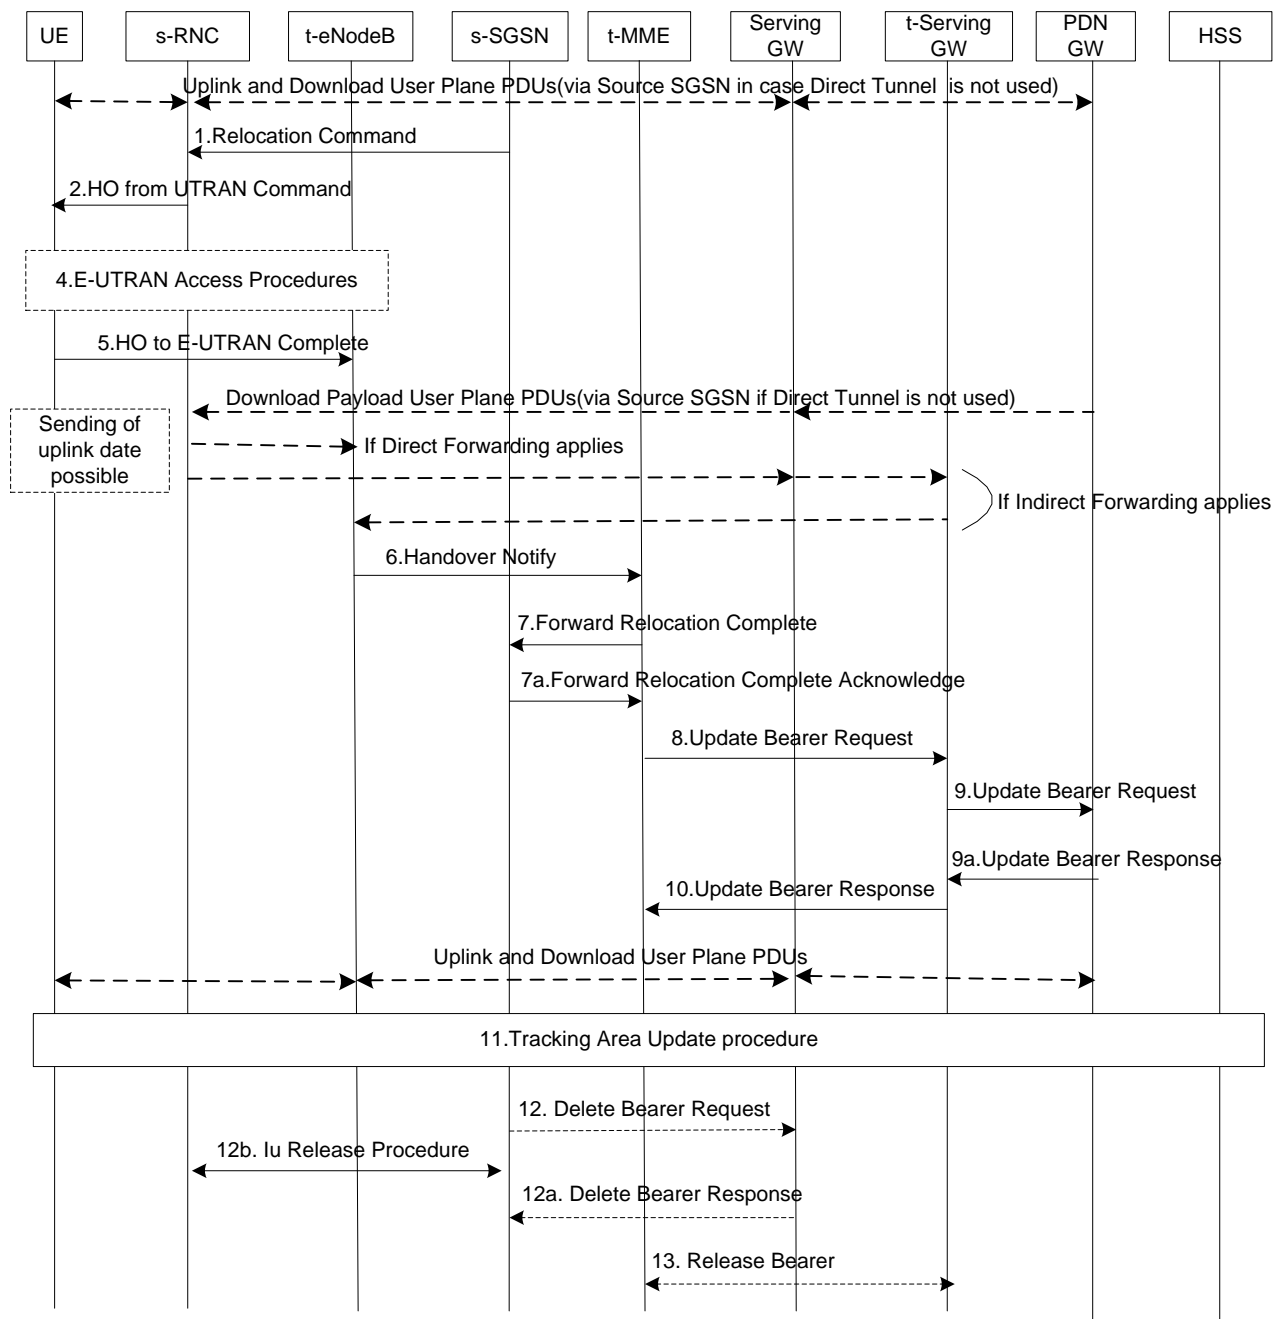 UE
s-RNC
t-eNodeB
s-SGSN
t-MME
Serving
GW
t-Serving
GW
PDN
GW
HSS
Uplink and Download User Plane PDUs(via Source SGSN in case Direct Tunnel is not used)
1.Relocation Command
2.HO from UTRAN Command
4.E-UTRAN Access Procedures
5.HO to E-UTRAN Complete
Download Payload User Plane PDUs(via Source SGSN if Direct Tunnel is not used)
Sending of
uplink date
possible
If Direct Forwarding applies
If Indirect Forwarding applies
6.Handover Notify
7.Forward Relocation Complete
7a.Forward Relocation Complete Acknowledge
8.Update Bearer Request
9.Update Bearer Request
9a.Update Bearer Response
10.Update Bearer Response
Uplink and Download User Plane PDUs
11.Tracking Area Update procedure
12. Delete Bearer Request
12b. Iu Release Procedure
12a. Delete Bearer Response
13. Release Bearer